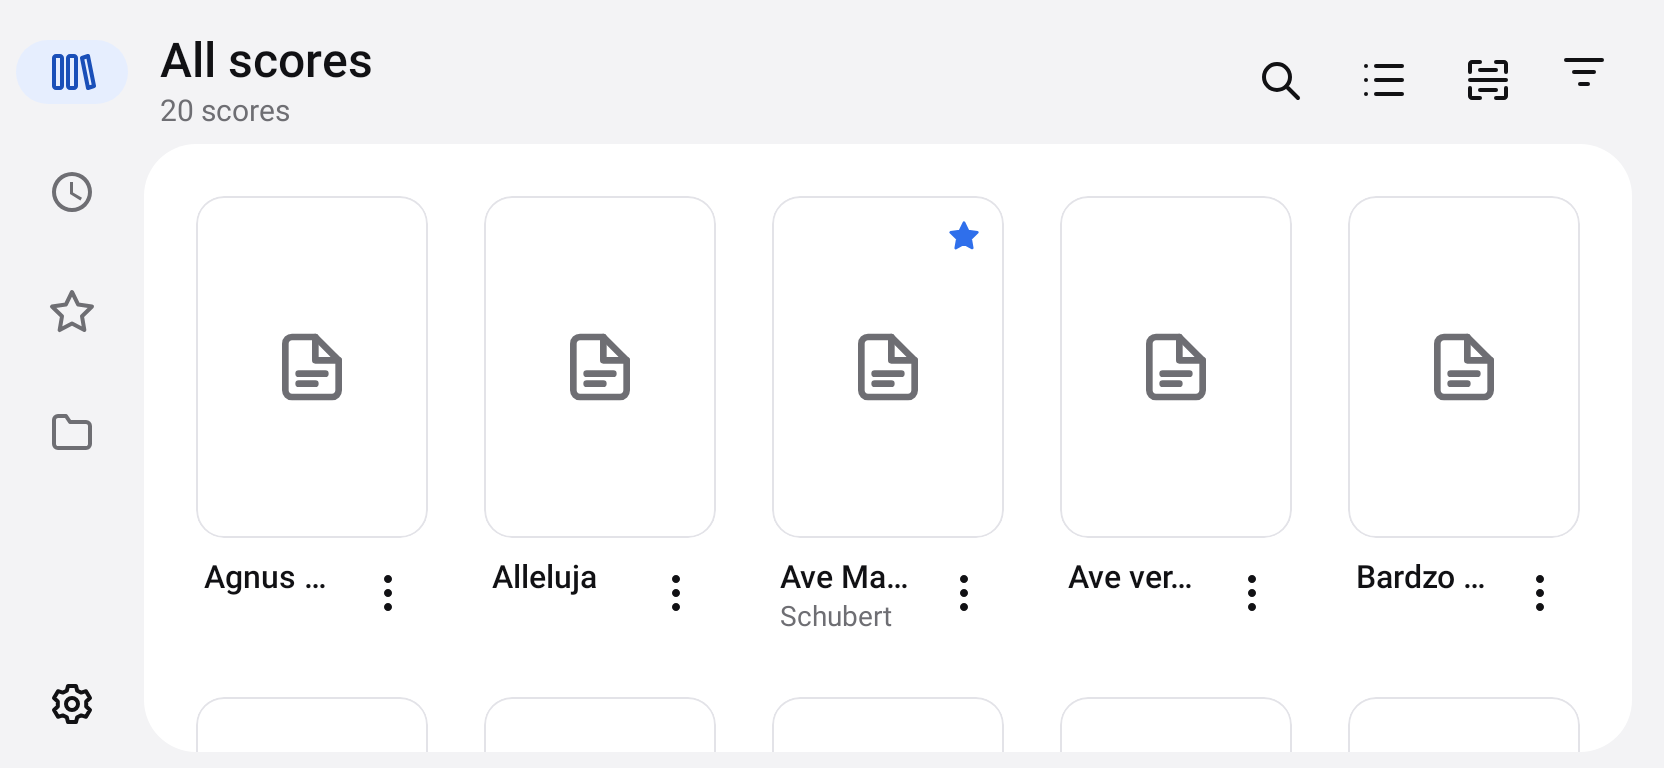 All scores
20 scores
Agnus ...
Alleluja
Ave Ma...
Schubert
Ave ver...
Bardzo ...